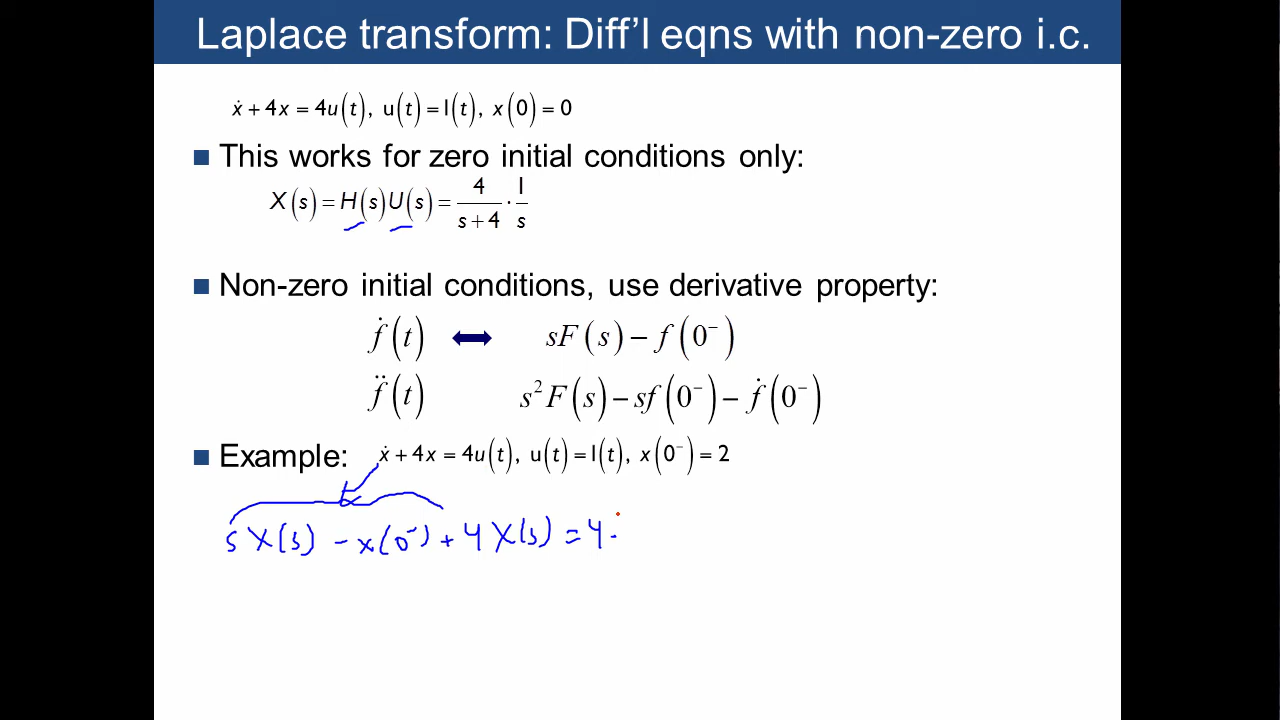 Laplace transform: Diff'l eqns with non-zero i.c.
ẋ + 4x = 4u(t), u(t) = 1(t), x(0) = 0
■ This works for zero initial conditions only:
X(s) = H(s)U(s) = 4/(s+4) · 1/s
■ Non-zero initial conditions, use derivative property:
ḟ(t) ⟷ sF(s) − f(0⁻)
f̈(t) s²F(s) − sf(0⁻) − ḟ(0⁻)
■ Example: ẋ + 4x = 4u(t), u(t) = 1(t), x(0⁻) = 2
sX(s) − x(0⁻) + 4X(s) = 4·